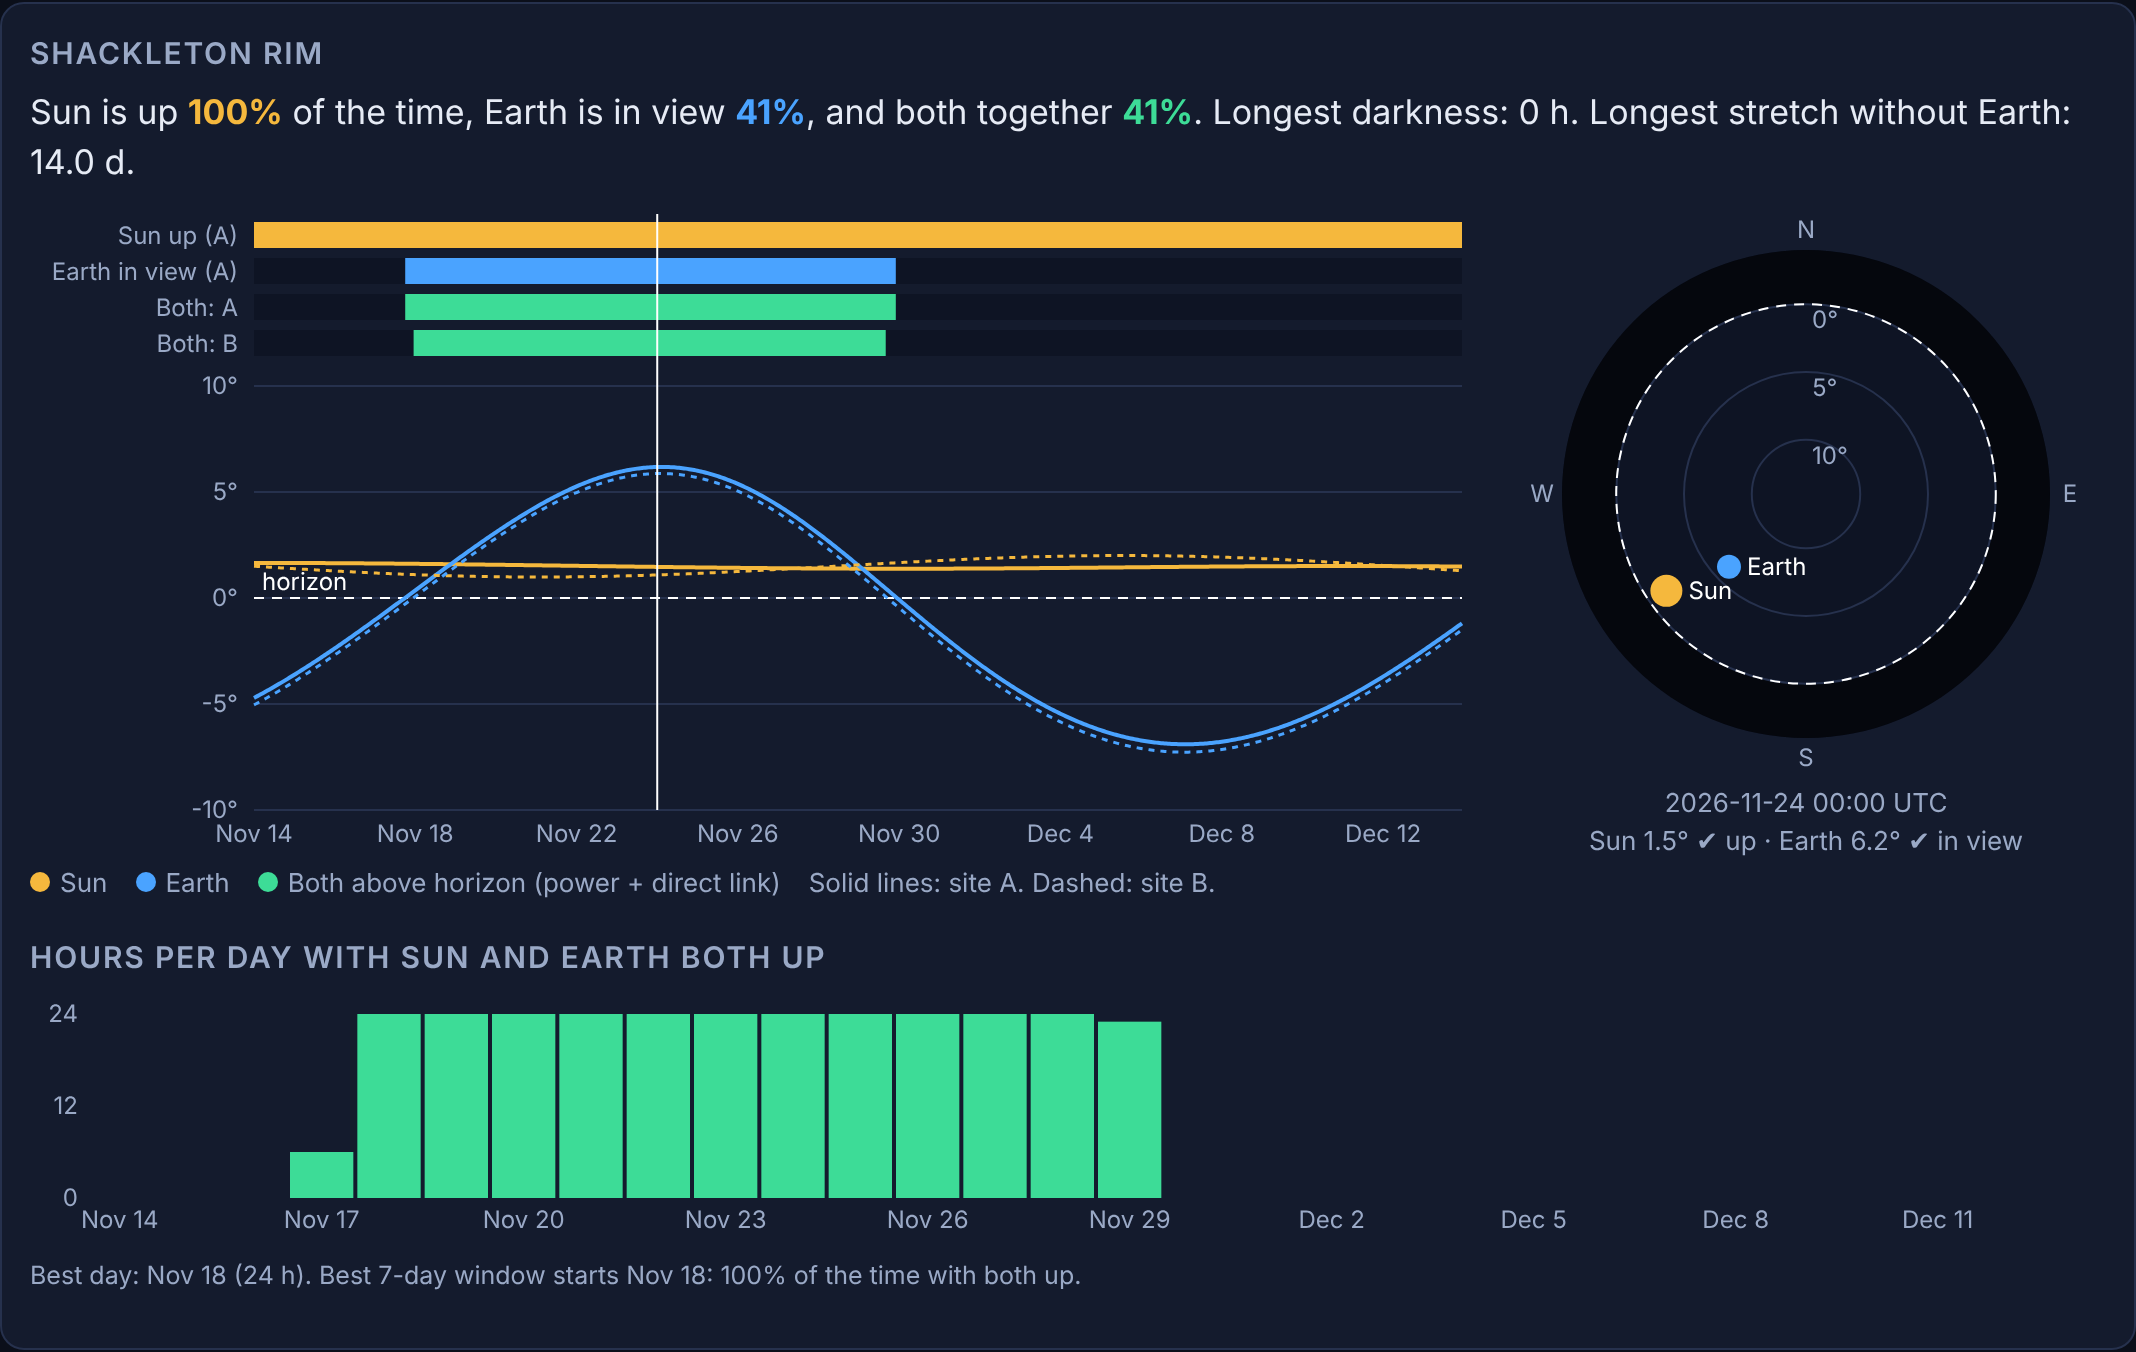 SHACKLETON RIM
Sun is up 100% of the time, Earth is in view 41%, and both together 41%. Longest darkness: 0 h. Longest stretch without Earth:
14.0 d.
Sun up (A)
Earth in view (A)
Both: A
Both: B
10°
5°
0°
-5°
-10°
horizon
Nov 14 Nov 18 Nov 22 Nov 26 Nov 30 Dec 4 Dec 8 Dec 12
N
0°
5°
10°
W
E
Earth
Sun
S
2026-11-24 00:00 UTC
Sun 1.5° ✔ up · Earth 6.2° ✔ in view
Sun Earth Both above horizon (power + direct link) Solid lines: site A. Dashed: site B.
HOURS PER DAY WITH SUN AND EARTH BOTH UP
24
12
0
Nov 14 Nov 17 Nov 20 Nov 23 Nov 26 Nov 29 Dec 2 Dec 5 Dec 8 Dec 11
Best day: Nov 18 (24 h). Best 7-day window starts Nov 18: 100% of the time with both up.